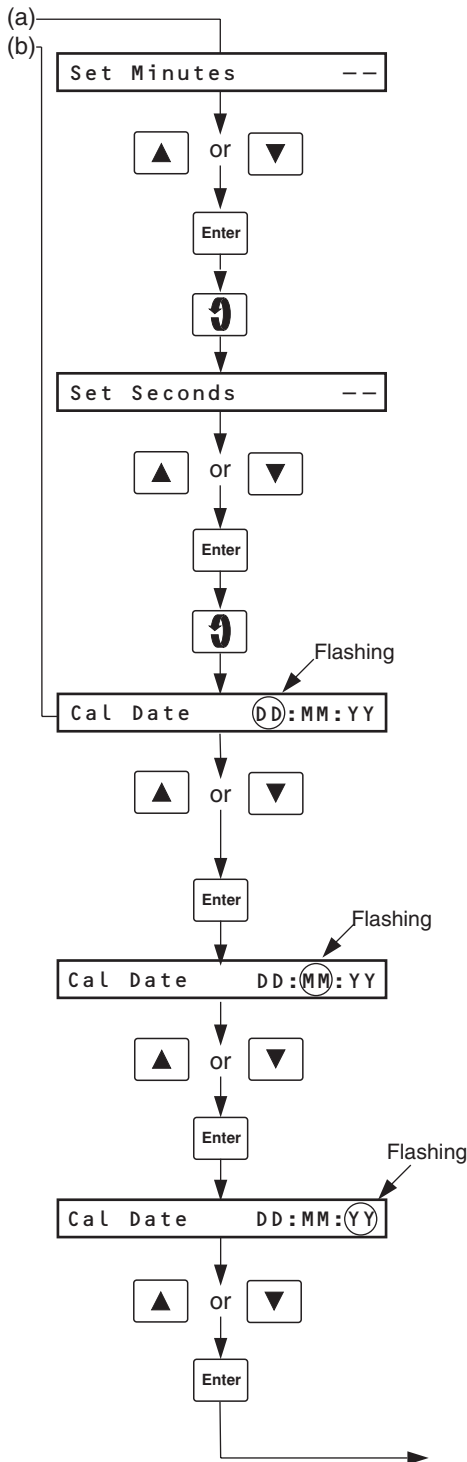 (a)
(b)
Set Minutes --
▲ or ▼
Enter
Set Seconds --
▲ or ▼
Enter
Flashing
Cal Date DD:MM:YY
▲ or ▼
Enter
Flashing
Cal Date DD:MM:YY
▲ or ▼
Enter
Flashing
Cal Date DD:MM:YY
▲ or ▼
Enter